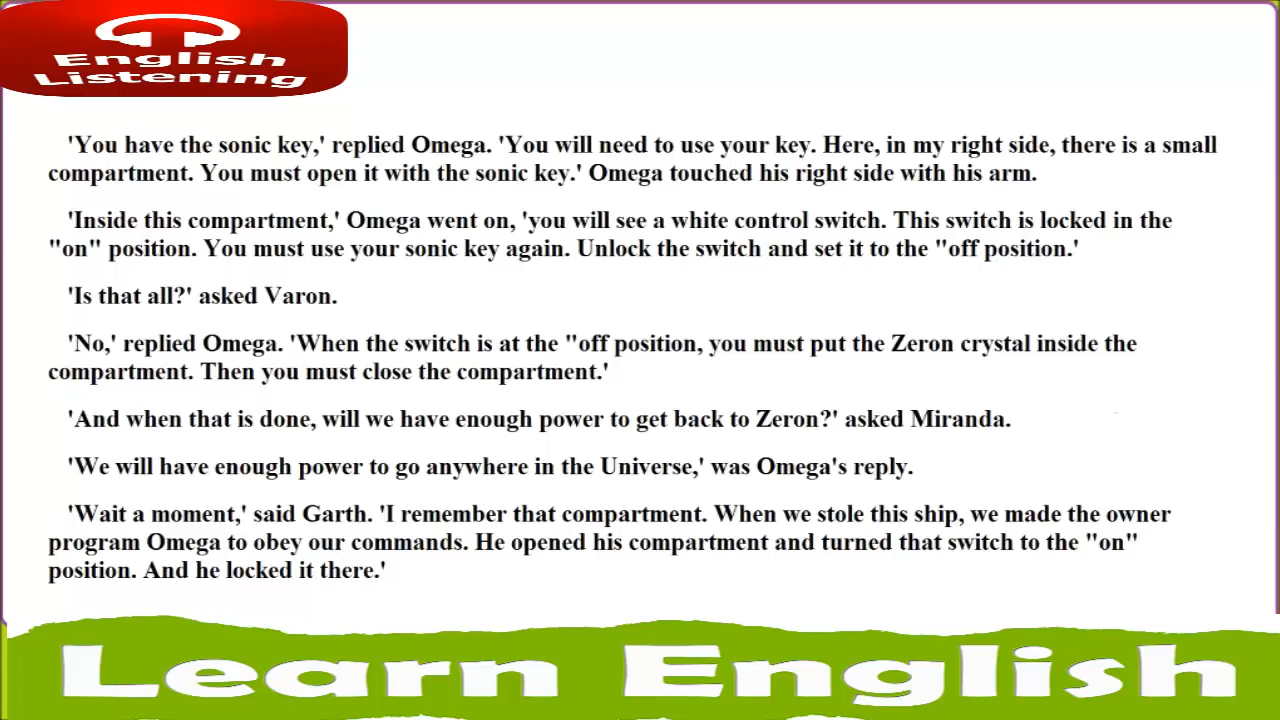 English
Listening
'You have the sonic key,' replied Omega. 'You will need to use your key. Here, in my right side, there is a small
compartment. You must open it with the sonic key.' Omega touched his right side with his arm.
'Inside this compartment,' Omega went on, 'you will see a white control switch. This switch is locked in the
"on" position. You must use your sonic key again. Unlock the switch and set it to the "off position.'
'Is that all?' asked Varon.
'No,' replied Omega. 'When the switch is at the "off position, you must put the Zeron crystal inside the
compartment. Then you must close the compartment.'
'And when that is done, will we have enough power to get back to Zeron?' asked Miranda.
'We will have enough power to go anywhere in the Universe,' was Omega's reply.
'Wait a moment,' said Garth. 'I remember that compartment. When we stole this ship, we made the owner
program Omega to obey our commands. He opened his compartment and turned that switch to the "on"
position. And he locked it there.'
Learn English